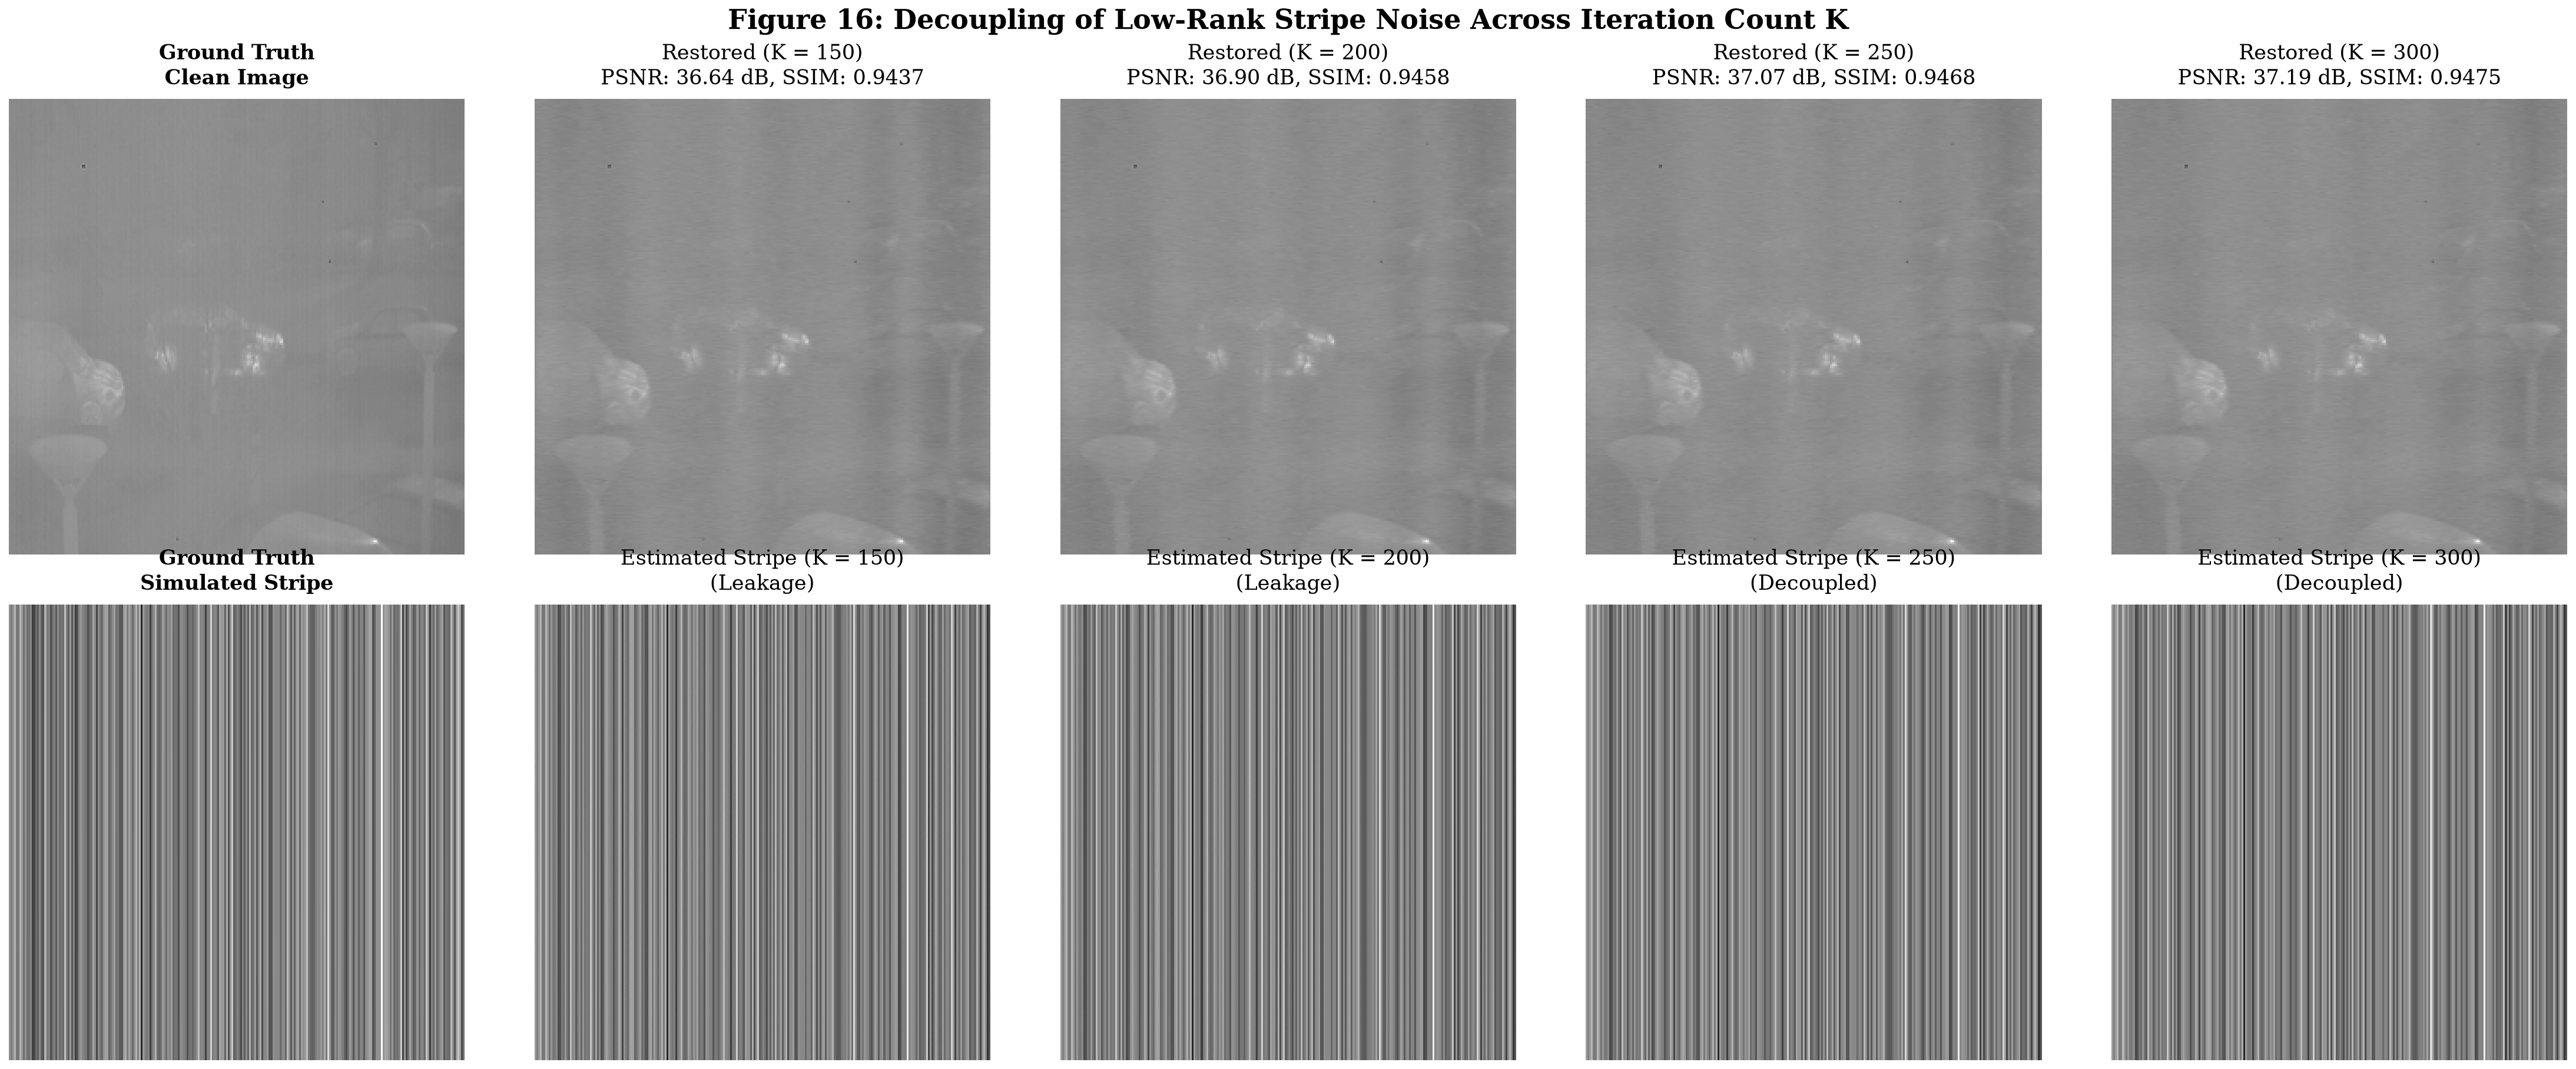 Figure 16: Decoupling of Low-Rank Stripe Noise Across Iteration Count K
Ground Truth
Clean Image
Restored (K = 150)
PSNR: 36.64 dB, SSIM: 0.9437
Restored (K = 200)
PSNR: 36.90 dB, SSIM: 0.9458
Restored (K = 250)
PSNR: 37.07 dB, SSIM: 0.9468
Restored (K = 300)
PSNR: 37.19 dB, SSIM: 0.9475
Ground Truth
Simulated Stripe
Estimated Stripe (K = 150)
(Leakage)
Estimated Stripe (K = 200)
(Leakage)
Estimated Stripe (K = 250)
(Decoupled)
Estimated Stripe (K = 300)
(Decoupled)